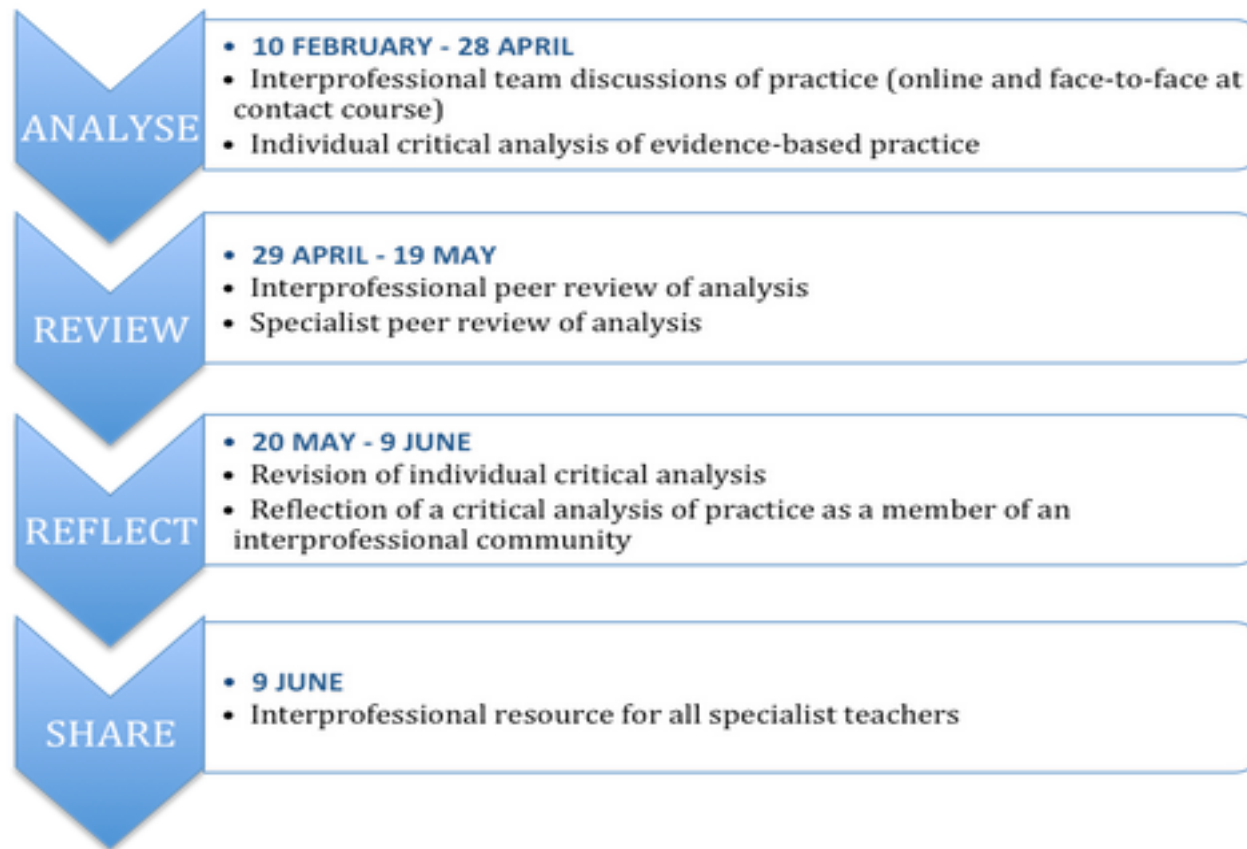 ANALYSE
• 10 FEBRUARY - 28 APRIL
• Interprofessional team discussions of practice (online and face-to-face at
contact course)
• Individual critical analysis of evidence-based practice
REVIEW
• 29 APRIL - 19 MAY
• Interprofessional peer review of analysis
• Specialist peer review of analysis
REFLECT
• 20 MAY - 9 JUNE
• Revision of individual critical analysis
• Reflection of a critical analysis of practice as a member of an
interprofessional community
SHARE
• 9 JUNE
• Interprofessional resource for all specialist teachers